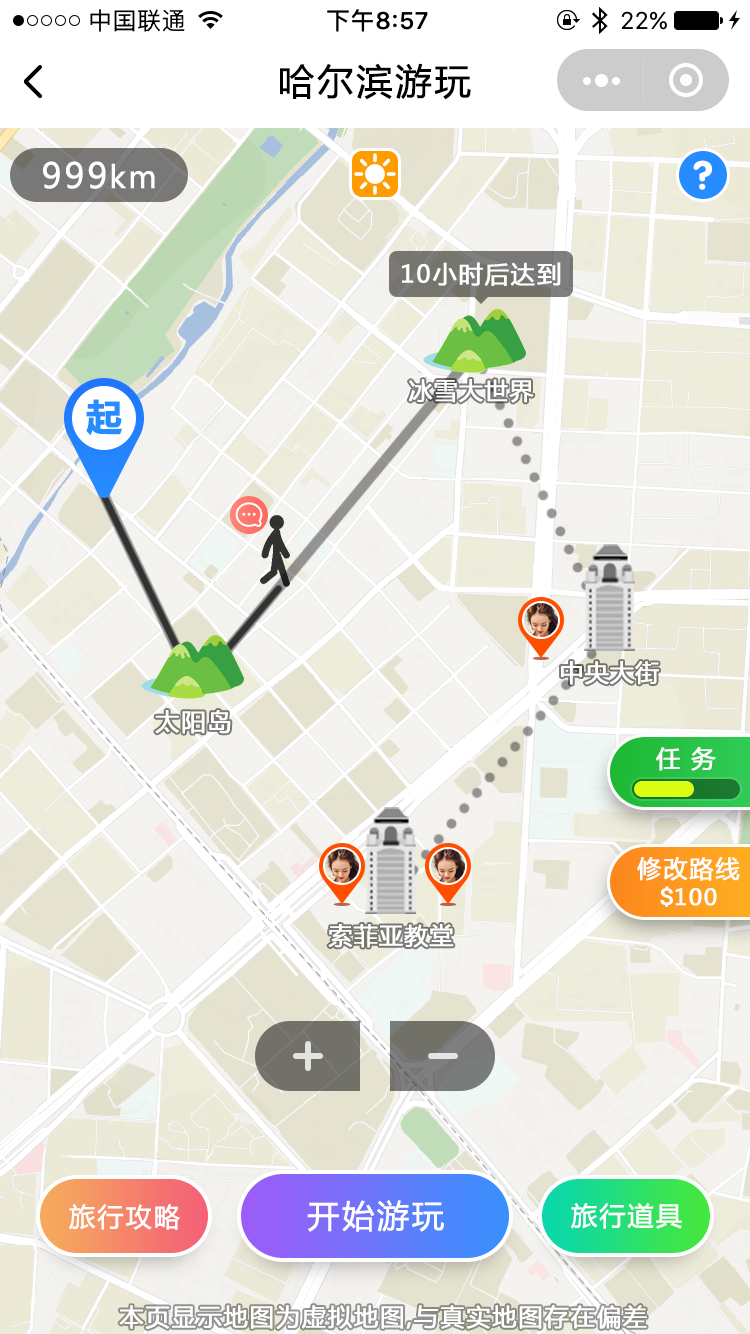 中国联通
下午8:57
22%
哈尔滨游玩
999km
?
10小时后达到
冰雪大世界
起
太阳岛
中央大街
任 务
修改路线
$100
索菲亚教堂
旅行攻略
开始游玩
旅行道具
本页显示地图为虚拟地图,与真实地图存在偏差